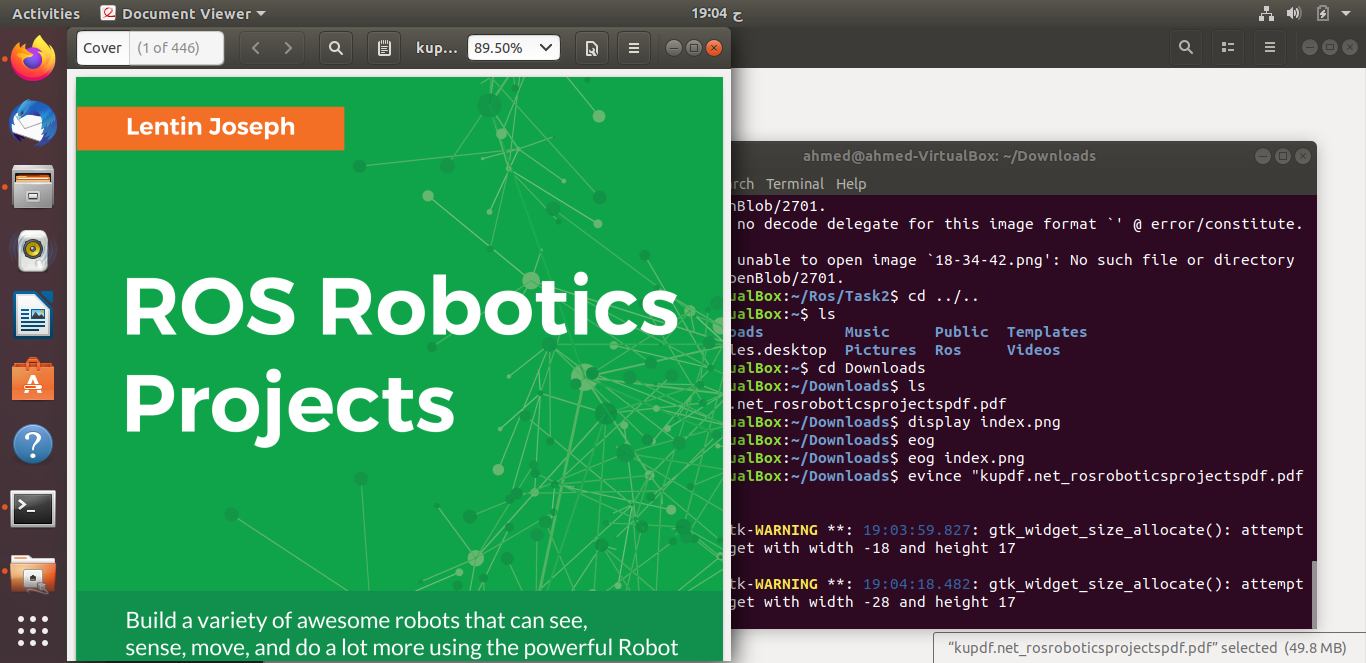 Activities
Document Viewer
19:04 ح
Cover
(1 of 446)
kup...
89.50%
Lentin Joseph
ROS Robotics
Projects
Build a variety of awesome robots that can see,
sense, move, and do a lot more using the powerful Robot
ahmed@ahmed-VirtualBox: ~/Downloads
rch Terminal Help
nBlob/2701.
no decode delegate for this image format `' @ error/constitute.
unable to open image `18-34-42.png': No such file or directory
penBlob/2701.
ualBox:~/Ros/Task2$ cd ../..
ualBox:~$ ls
oads Music Public Templates
les.desktop Pictures Ros Videos
ualBox:~$ cd Downloads
ualBox:~/Downloads$ ls
.net_rosroboticsprojectspdf.pdf
ualBox:~/Downloads$ display index.png
ualBox:~/Downloads$ eog
ualBox:~/Downloads$ eog index.png
ualBox:~/Downloads$ evince "kupdf.net_rosroboticsprojectspdf.pdf
tk-WARNING **: 19:03:59.827: gtk_widget_size_allocate(): attempt
get with width -18 and height 17
tk-WARNING **: 19:04:18.482: gtk_widget_size_allocate(): attempt
get with width -28 and height 17
“kupdf.net_rosroboticsprojectspdf.pdf” selected (49.8 MB)